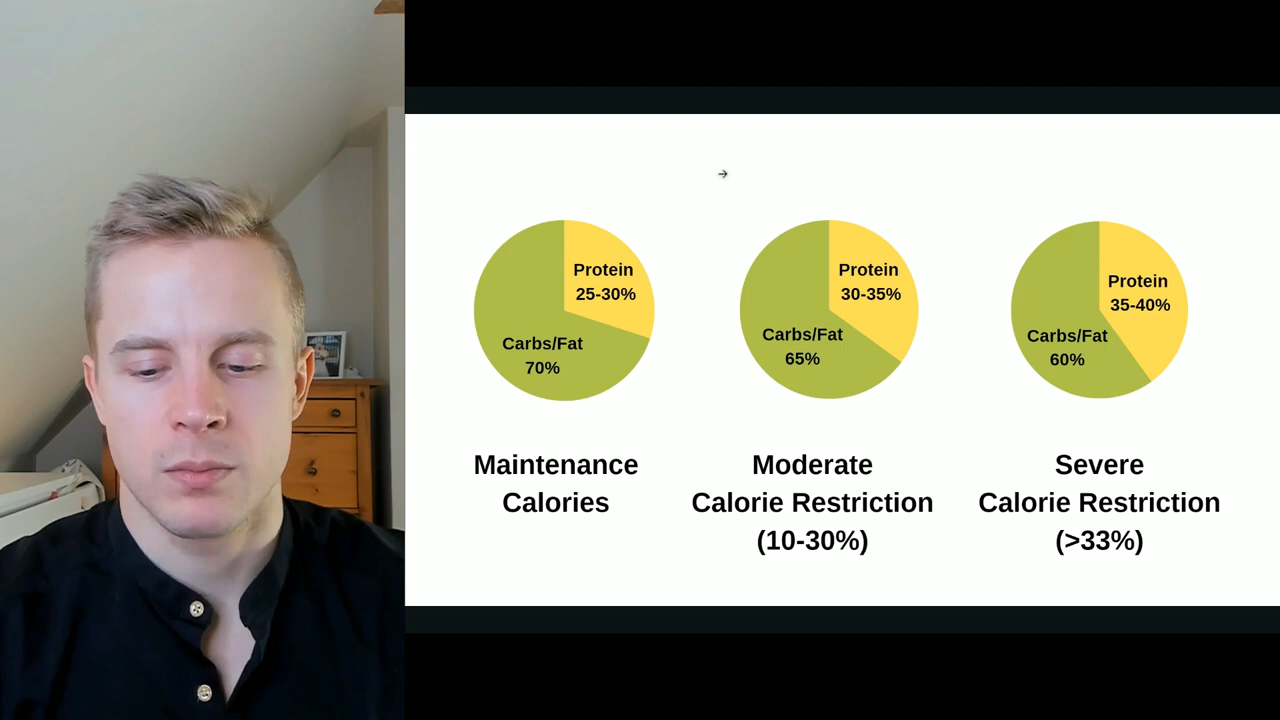 Protein
25-30%
Carbs/Fat
70%
Maintenance
Calories
Protein
30-35%
Carbs/Fat
65%
Moderate
Calorie Restriction
(10-30%)
Protein
35-40%
Carbs/Fat
60%
Severe
Calorie Restriction
(>33%)